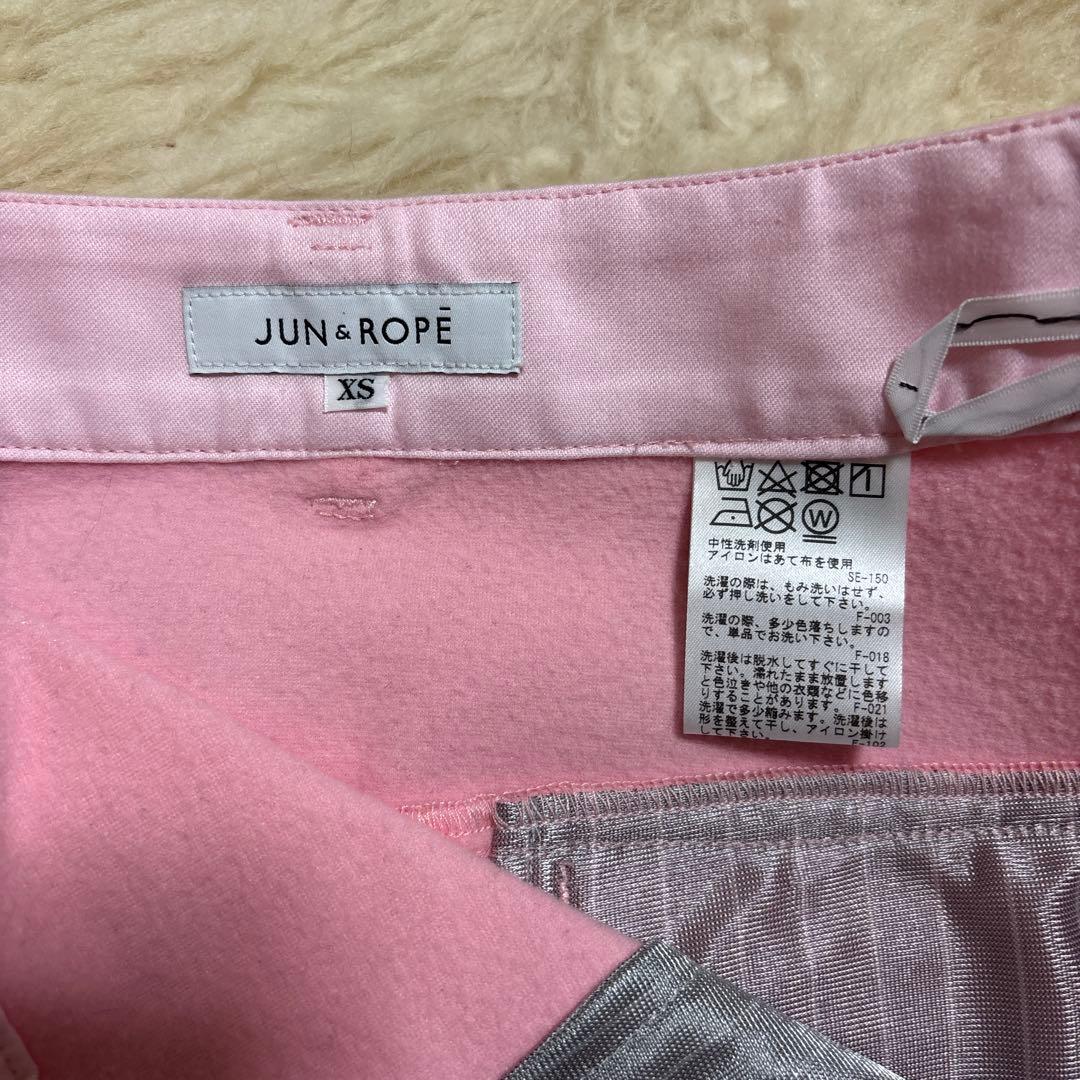 JUN & ROPĒ
XS
W
中性洗剤使用
アイロンはあて布を使用
SE-150
洗濯の際は、もみ洗いはせず、
必ず押し洗いをして下さい。
F-003
洗濯の際、多少色落ちしますの
で、単品でお洗い下さい。
F-018
洗濯後は脱水してすぐに干して
下さい。濡れたまま放置します
と色泣きや他の衣類などに色移
りすることがあります。 F-021
洗濯で多少縮みます。洗濯後は
形を整えて干し、アイロン掛け
して下さい。
F-102